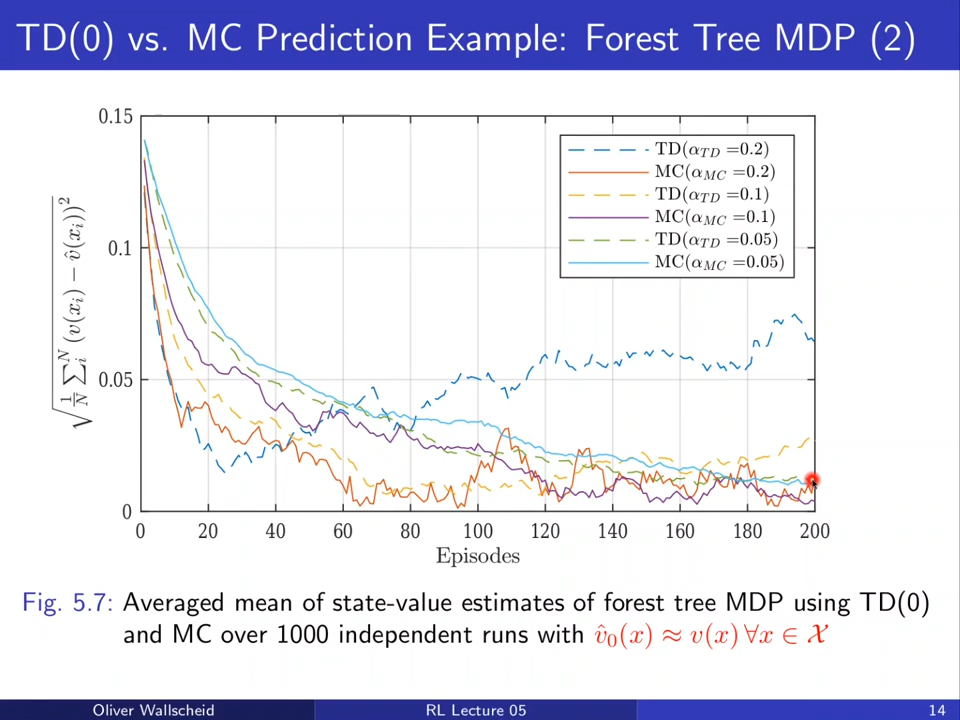 TD(0) vs. MC Prediction Example: Forest Tree MDP (2)
0.15
0.1
0.05
0
√(1/N ∑ᵢᴺ (v(xᵢ) − v̂(xᵢ))²)
TD(α_TD =0.2)
MC(α_MC =0.2)
TD(α_TD =0.1)
MC(α_MC =0.1)
TD(α_TD =0.05)
MC(α_MC =0.05)
0 20 40 60 80 100 120 140 160 180 200
Episodes
Fig. 5.7: Averaged mean of state-value estimates of forest tree MDP using TD(0)
and MC over 1000 independent runs with v̂₀(x) ≈ v(x) ∀x ∈ 𝒳
Oliver Wallscheid RL Lecture 05 14